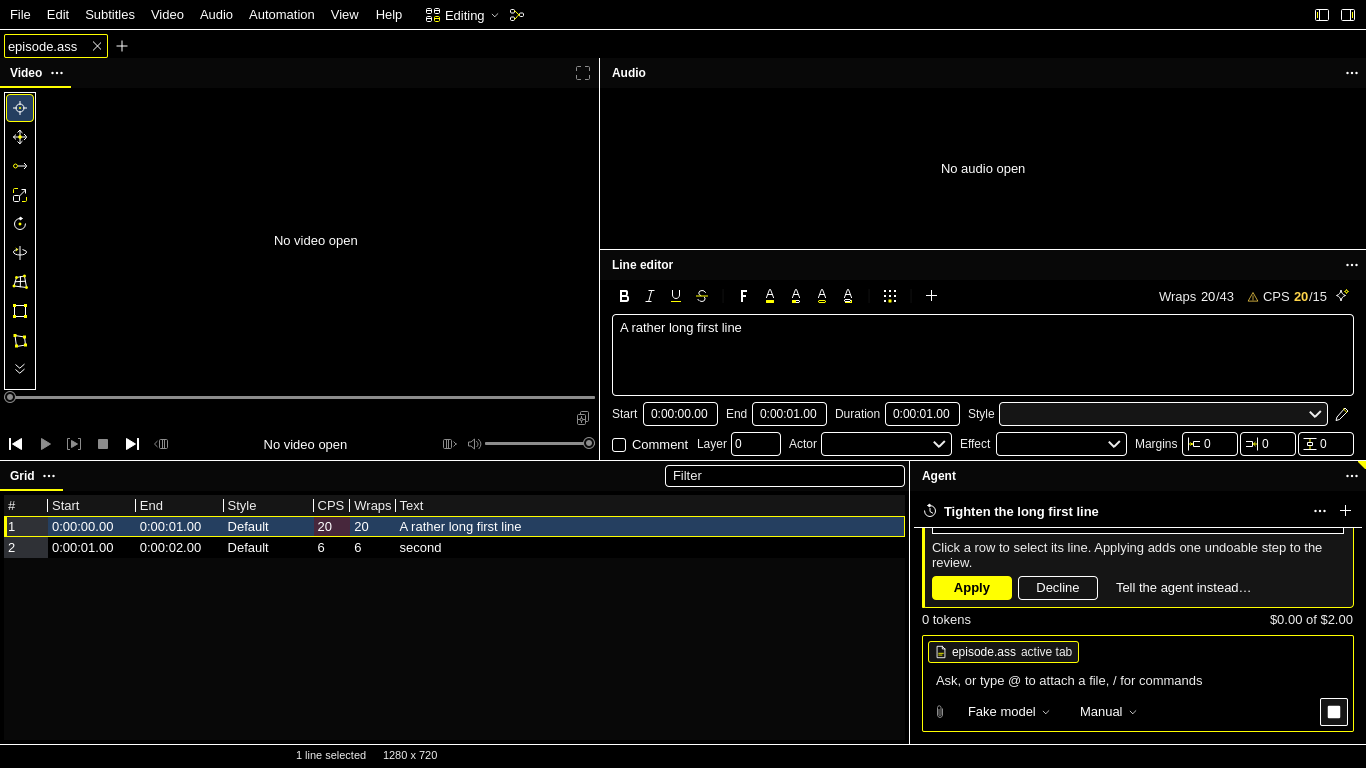 File Edit Subtitles Video Audio Automation View Help Editing
episode.ass
Video
No video open
No video open
Audio
No audio open
Line editor
B I U S F A A A A Wraps 20/43 CPS 20/15
A rather long first line
Start 0:00:00.00 End 0:00:01.00 Duration 0:00:01.00 Style
Comment Layer 0 Actor Effect Margins 0 0 0
Grid Filter
# Start End Style CPS Wraps Text
1 0:00:00.00 0:00:01.00 Default 20 20 A rather long first line
2 0:00:01.00 0:00:02.00 Default 6 6 second
Agent
Tighten the long first line
Click a row to select its line. Applying adds one undoable step to the
review.
Apply Decline Tell the agent instead…
0 tokens $0.00 of $2.00
episode.ass active tab
Ask, or type @ to attach a file, / for commands
Fake model Manual
1 line selected 1280 x 720